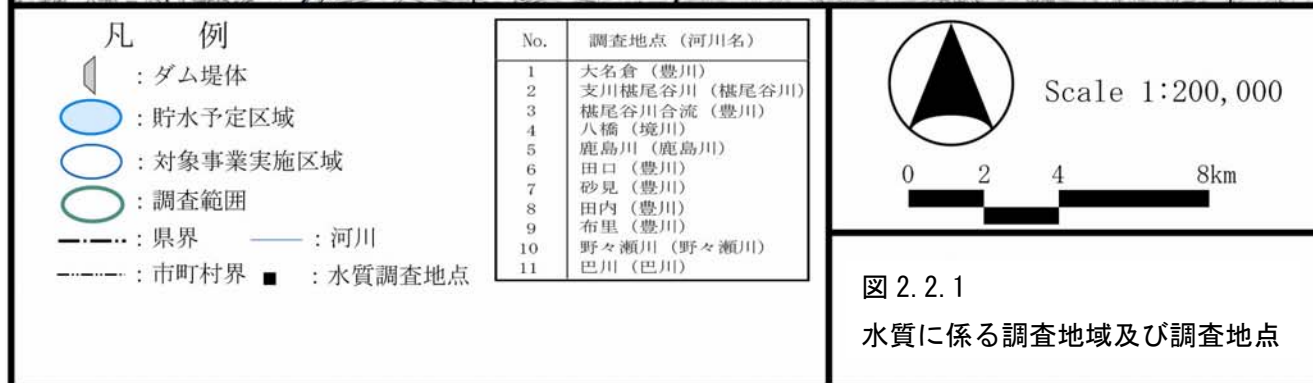 凡 例
：ダム堤体
：貯水予定区域
：対象事業実施区域
：調査範囲
：県界 ：河川
：市町村界 ■ ：水質調査地点
No. 調査地点（河川名）
1 大名倉（豊川）
2 支川椹尾谷川（椹尾谷川）
3 椹尾谷川合流（豊川）
4 八橋（境川）
5 鹿島川（鹿島川）
6 田口（豊川）
7 砂見（豊川）
8 田内（豊川）
9 布里（豊川）
10 野々瀬川（野々瀬川）
11 巴川（巴川）
Scale 1:200,000
0 2 4 8km
図 2.2.1
水質に係る調査地域及び調査地点